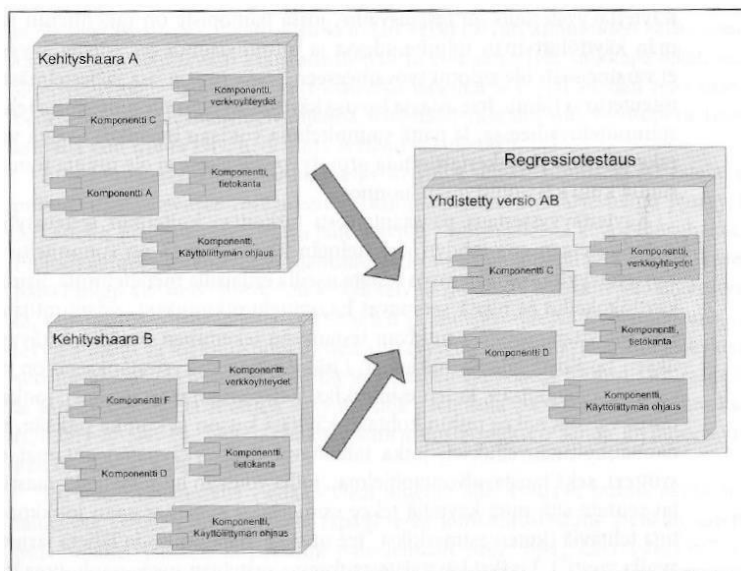 Kehityshaara A
Komponentti,
verkkoyhteydet
Komponentti C
Komponentti A
Komponentti,
tietokanta
Komponentti,
Käyttöliittymän ohjaus
Kehityshaara B
Komponentti,
verkkoyhteydet
Komponentti F
Komponentti,
tietokanta
Komponentti D
Komponentti,
Käyttöliittymän ohjaus
Regressiotestaus
Yhdistetty versio AB
Komponentti,
verkkoyhteydet
Komponentti C
Komponentti,
tietokanta
Komponentti D
Komponentti,
Käyttöliittymän ohjaus